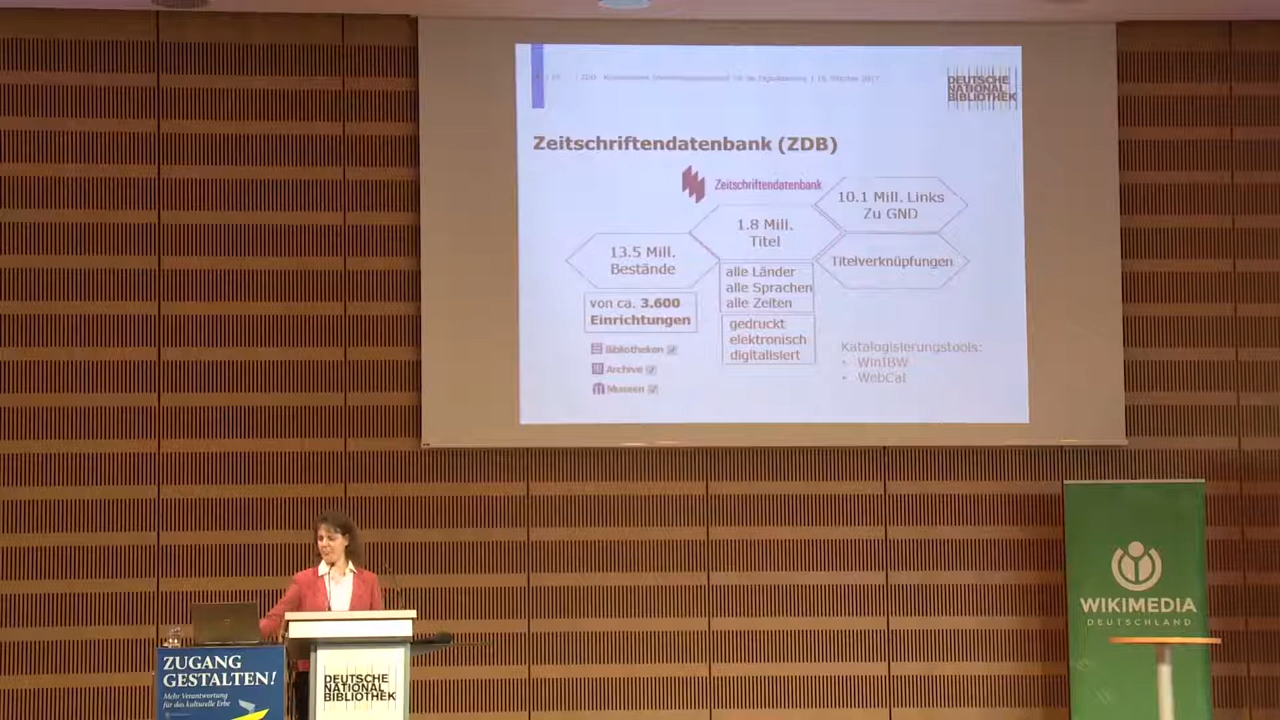 DEUTSCHE
NATIONAL
BIBLIOTHEK
Zeitschriftendatenbank (ZDB)
Zeitschriftendatenbank
10.1 Mill. Links
Zu GND
1.8 Mill.
Titel
13.5 Mill.
Bestände
Titelverknüpfungen
alle Länder
alle Sprachen
alle Zeiten
von ca. 3.600
Einrichtungen
gedruckt
elektronisch
digitalisiert
Bibliotheken
Archive
Museen
Katalogisierungstools:
• WinIBW
• WebCat
WIKIMEDIA
DEUTSCHLAND
ZUGANG
GESTALTEN!
Mehr Verantwortung
für das kulturelle Erbe
DEUTSCHE
NATIONAL
BIBLIOTHEK